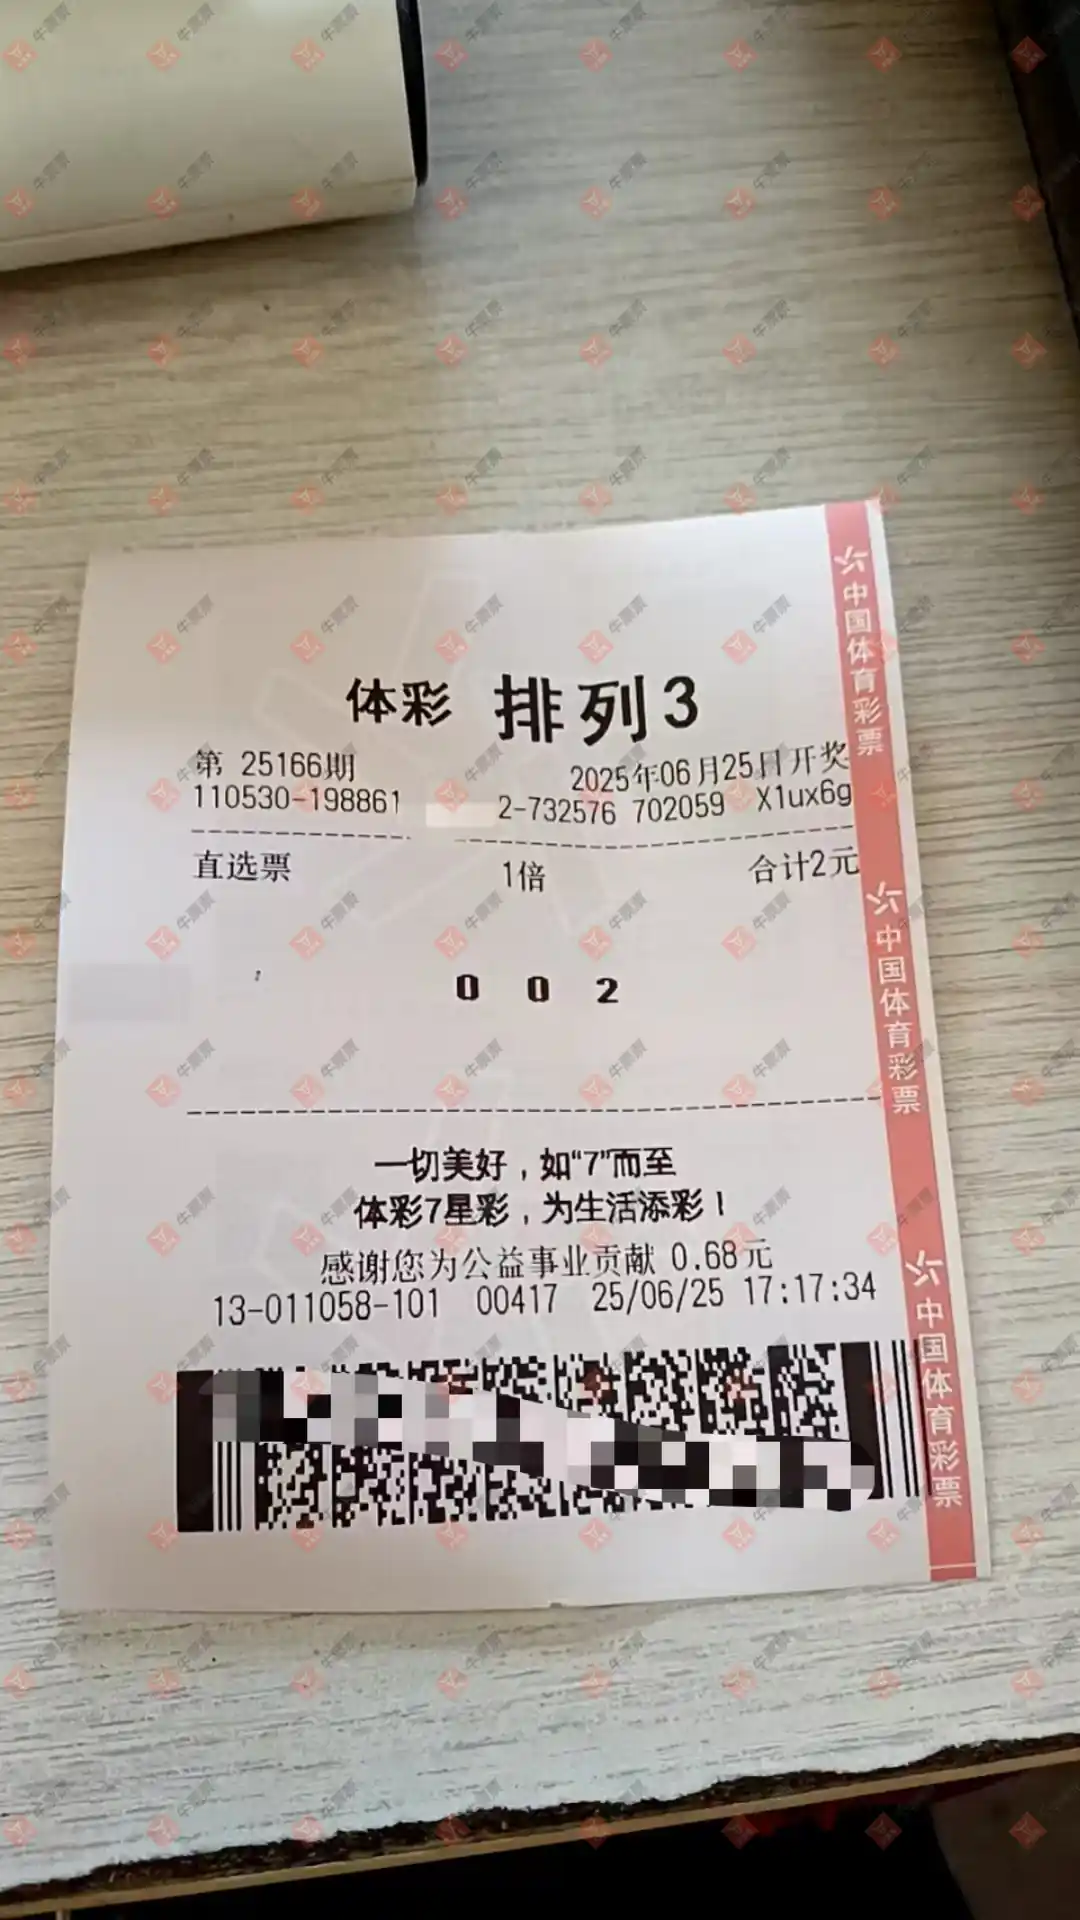 体彩 排列3
第 25166期 2025年06月25日开奖
110530-198861 2-732576 702059 X1ux6g
直选票 1倍 合计2元
0 0 2
一切美好，如“7”而至
体彩7星彩，为生活添彩！
感谢您为公益事业贡献 0.68元
13-011058-101 00417 25/06/25 17:17:34
中国体育彩票
中国体育彩票
中国体育彩票
牛票票